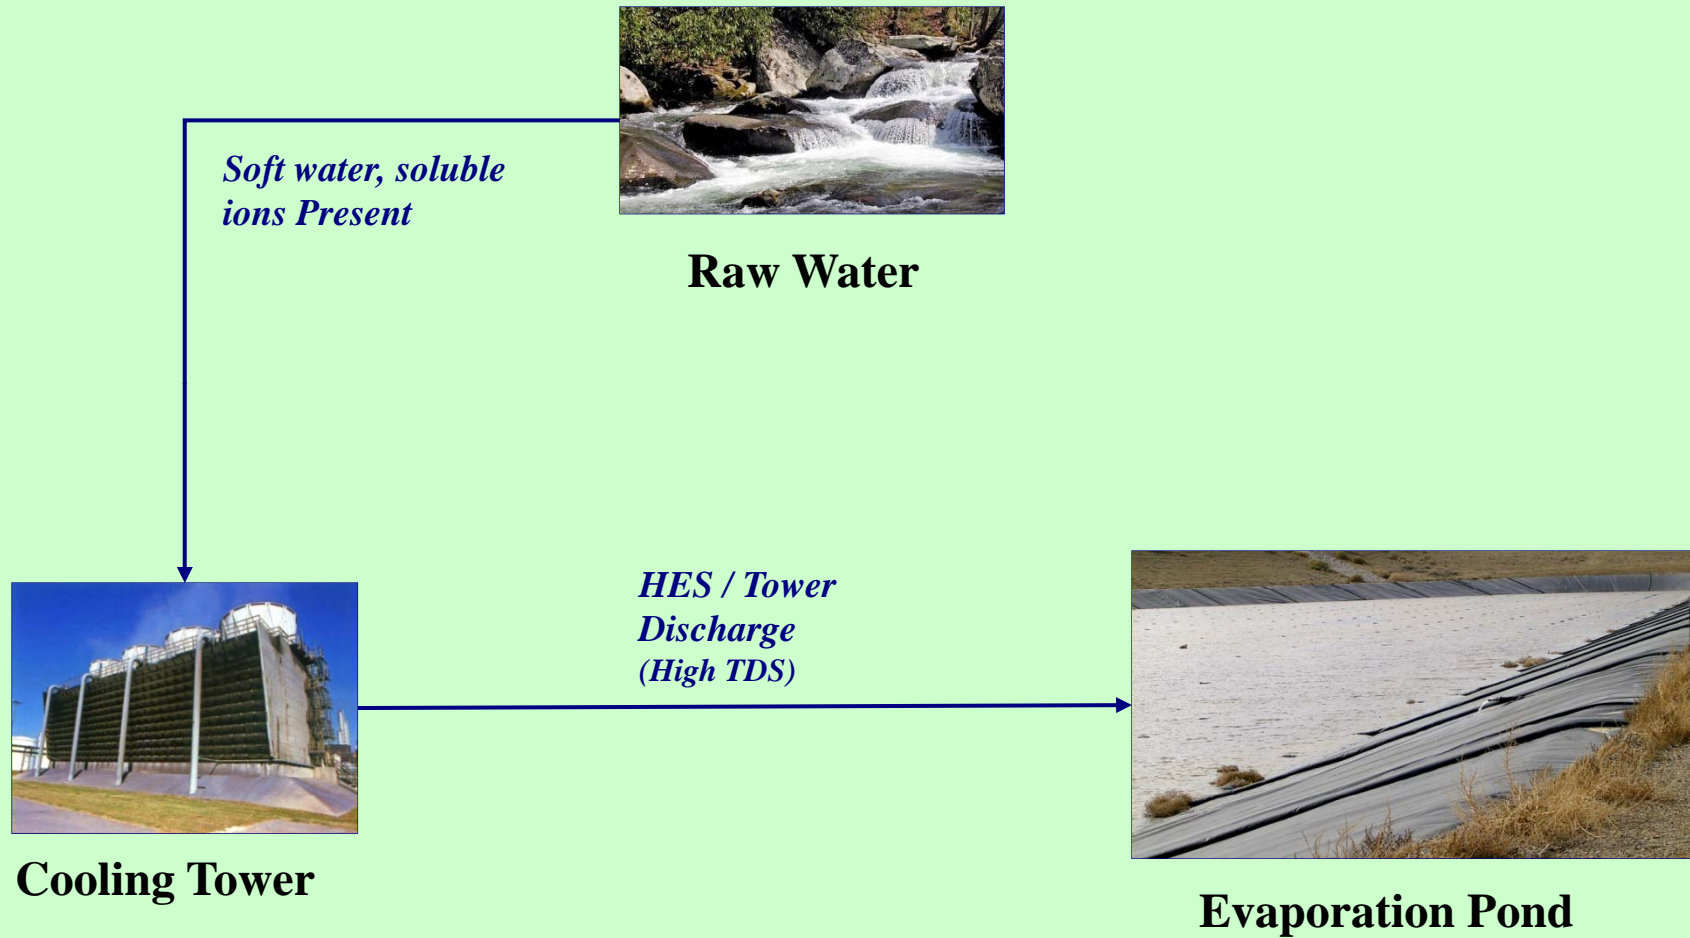 Soft water, soluble
ions Present
Raw Water
HES / Tower
Discharge
(High TDS)
Cooling Tower
Evaporation Pond